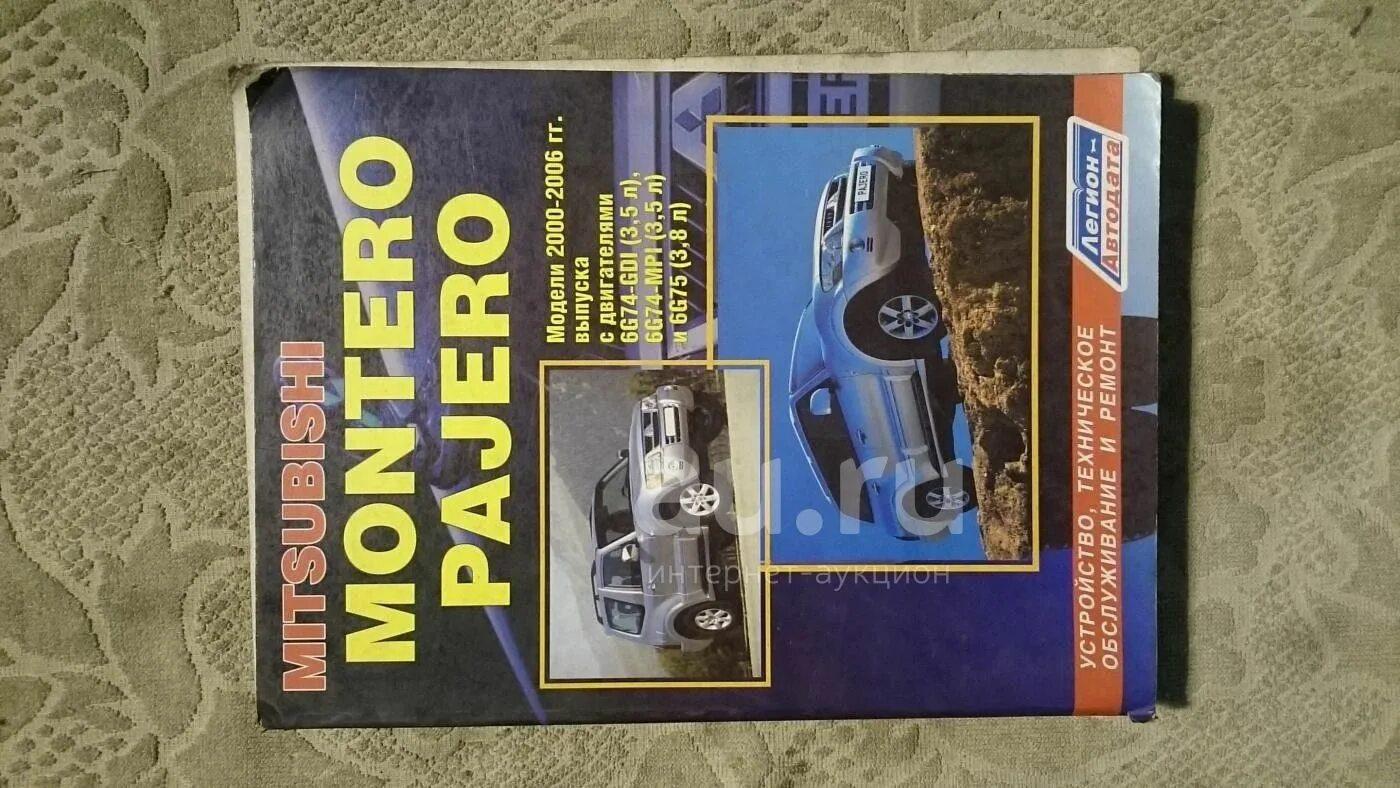 MITSUBISHI
MONTERO
PAJERO
Модели 2000-2006 гг.
выпуска
с двигателями
6G74-GDI (3,5 л),
6G74-MPI (3,5 л)
и 6G75 (3,8 л)
PAJERO
au.ru
интернет-аукцион
УСТРОЙСТВО, ТЕХНИЧЕСКОЕ
ОБСЛУЖИВАНИЕ И РЕМОНТ
Легион-
Автодата